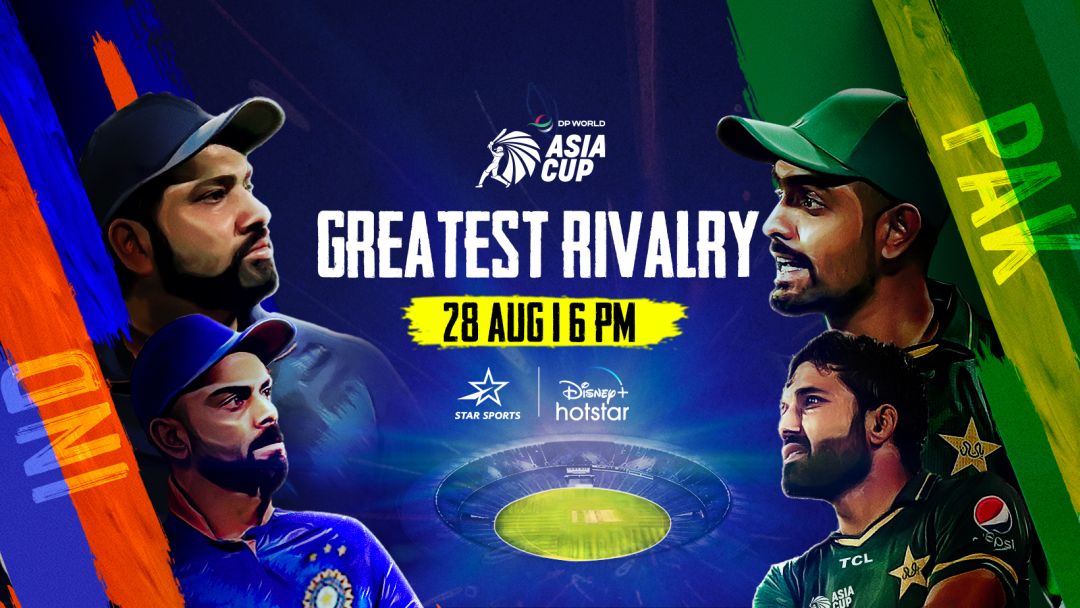 DP WORLD
ASIA
CUP
GREATEST RIVALRY
28 AUG | 6 PM
STAR SPORTS
Disney+
hotstar
IND
PAK
TCL
ASIA
CUP
PEPSI